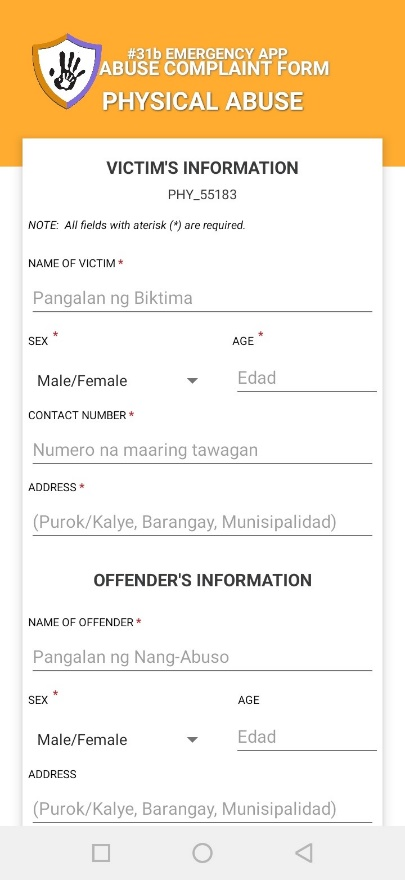 #31b EMERGENCY APP
ABUSE COMPLAINT FORM
PHYSICAL ABUSE
VICTIM'S INFORMATION
PHY_55183
NOTE: All fields with aterisk (*) are required.
NAME OF VICTIM *
Pangalan ng Biktima
SEX * AGE *
Male/Female Edad
CONTACT NUMBER *
Numero na maaring tawagan
ADDRESS *
(Purok/Kalye, Barangay, Munisipalidad)
OFFENDER'S INFORMATION
NAME OF OFFENDER *
Pangalan ng Nang-Abuso
SEX * AGE
Male/Female Edad
ADDRESS
(Purok/Kalye, Barangay, Munisipalidad)